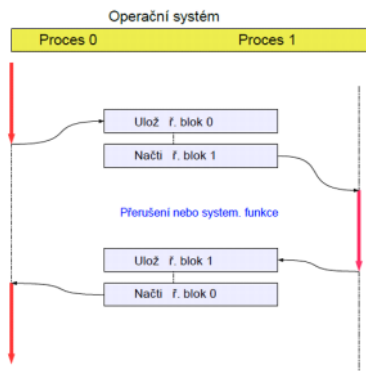 Operační systém
Proces 0 Proces 1
Ulož ř. blok 0
Načti ř. blok 1
Přerušení nebo system. funkce
Ulož ř. blok 1
Načti ř. blok 0